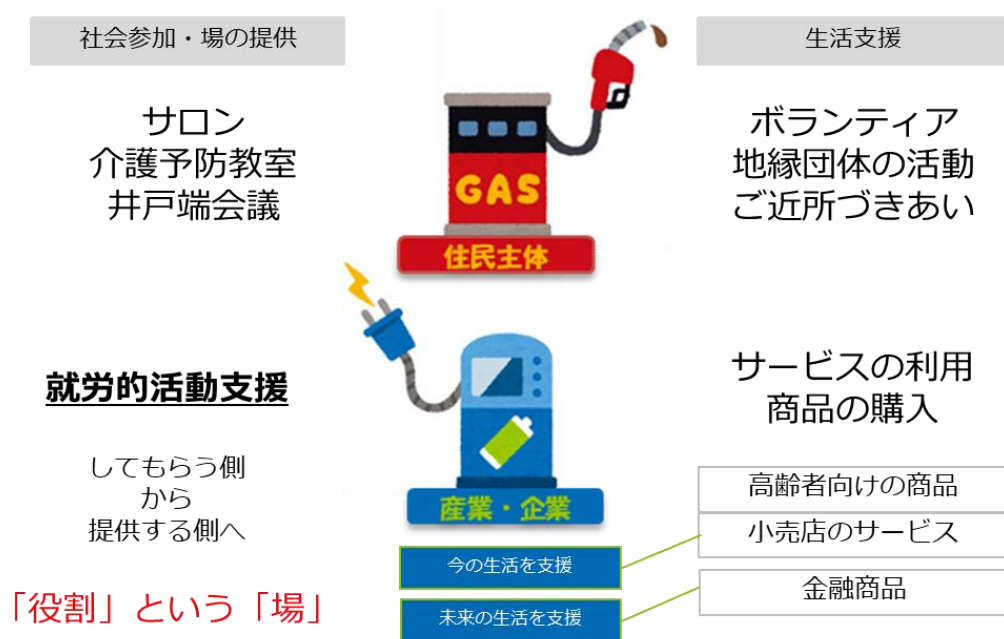 社会参加・場の提供
生活支援
サロン
介護予防教室
井戸端会議
GAS
住民主体
ボランティア
地縁団体の活動
ご近所づきあい
就労的活動支援
してもらう側
から
提供する側へ
「役割」という「場」
産業・企業
今の生活を支援
未来の生活を支援
サービスの利用
商品の購入
高齢者向けの商品
小売店のサービス
金融商品